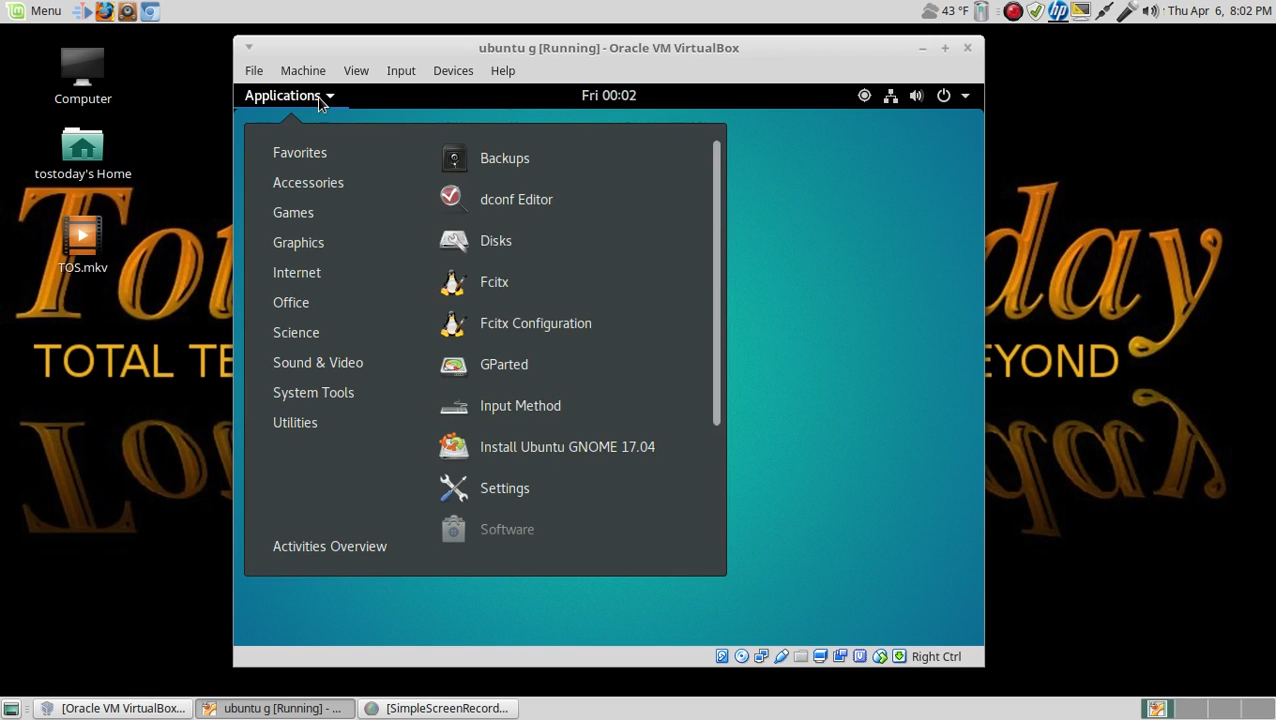 Menu
43 °F
Thu Apr 6, 8:02 PM
Computer
tostoday's Home
TOS.mkv
ubuntu g [Running] - Oracle VM VirtualBox
File Machine View Input Devices Help
Applications
Fri 00:02
Favorites
Accessories
Games
Graphics
Internet
Office
Science
Sound & Video
System Tools
Utilities
Activities Overview
Backups
dconf Editor
Disks
Fcitx
Fcitx Configuration
GParted
Input Method
Install Ubuntu GNOME 17.04
Settings
Software
Right Ctrl
TOTAL TE
EYOND
[Oracle VM VirtualBox...
ubuntu g [Running] - ...
[SimpleScreenRecord...